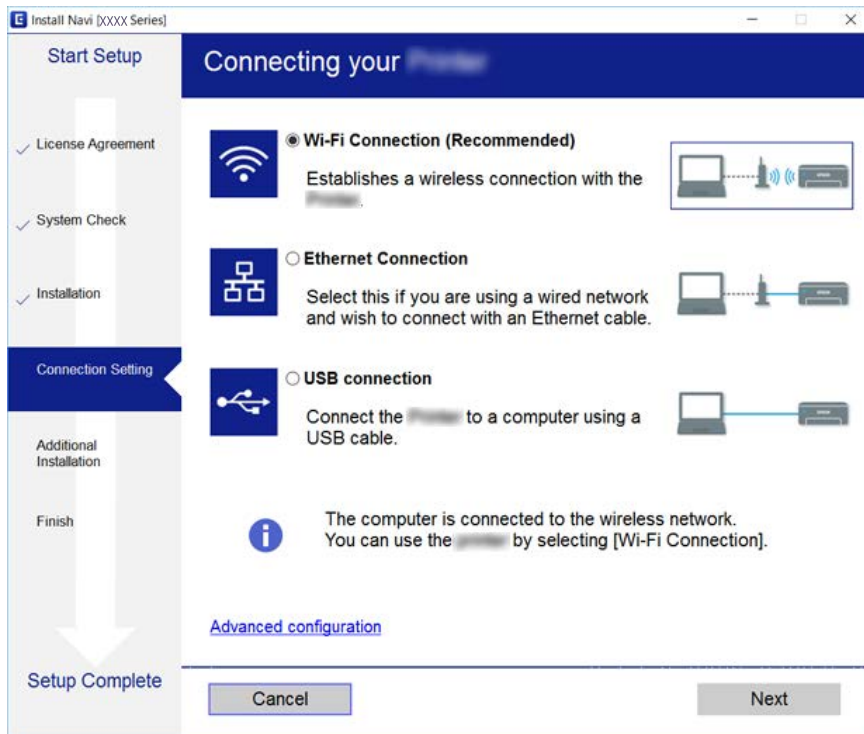 Install Navi [XXXX Series]
Start Setup
License Agreement
System Check
Installation
Connection Setting
Additional
Installation
Finish
Setup Complete
Connecting your
Wi-Fi Connection (Recommended)
Establishes a wireless connection with the
.
Ethernet Connection
Select this if you are using a wired network
and wish to connect with an Ethernet cable.
USB connection
Connect the to a computer using a
USB cable.
The computer is connected to the wireless network.
You can use the by selecting [Wi-Fi Connection].
Advanced configuration
Cancel
Next